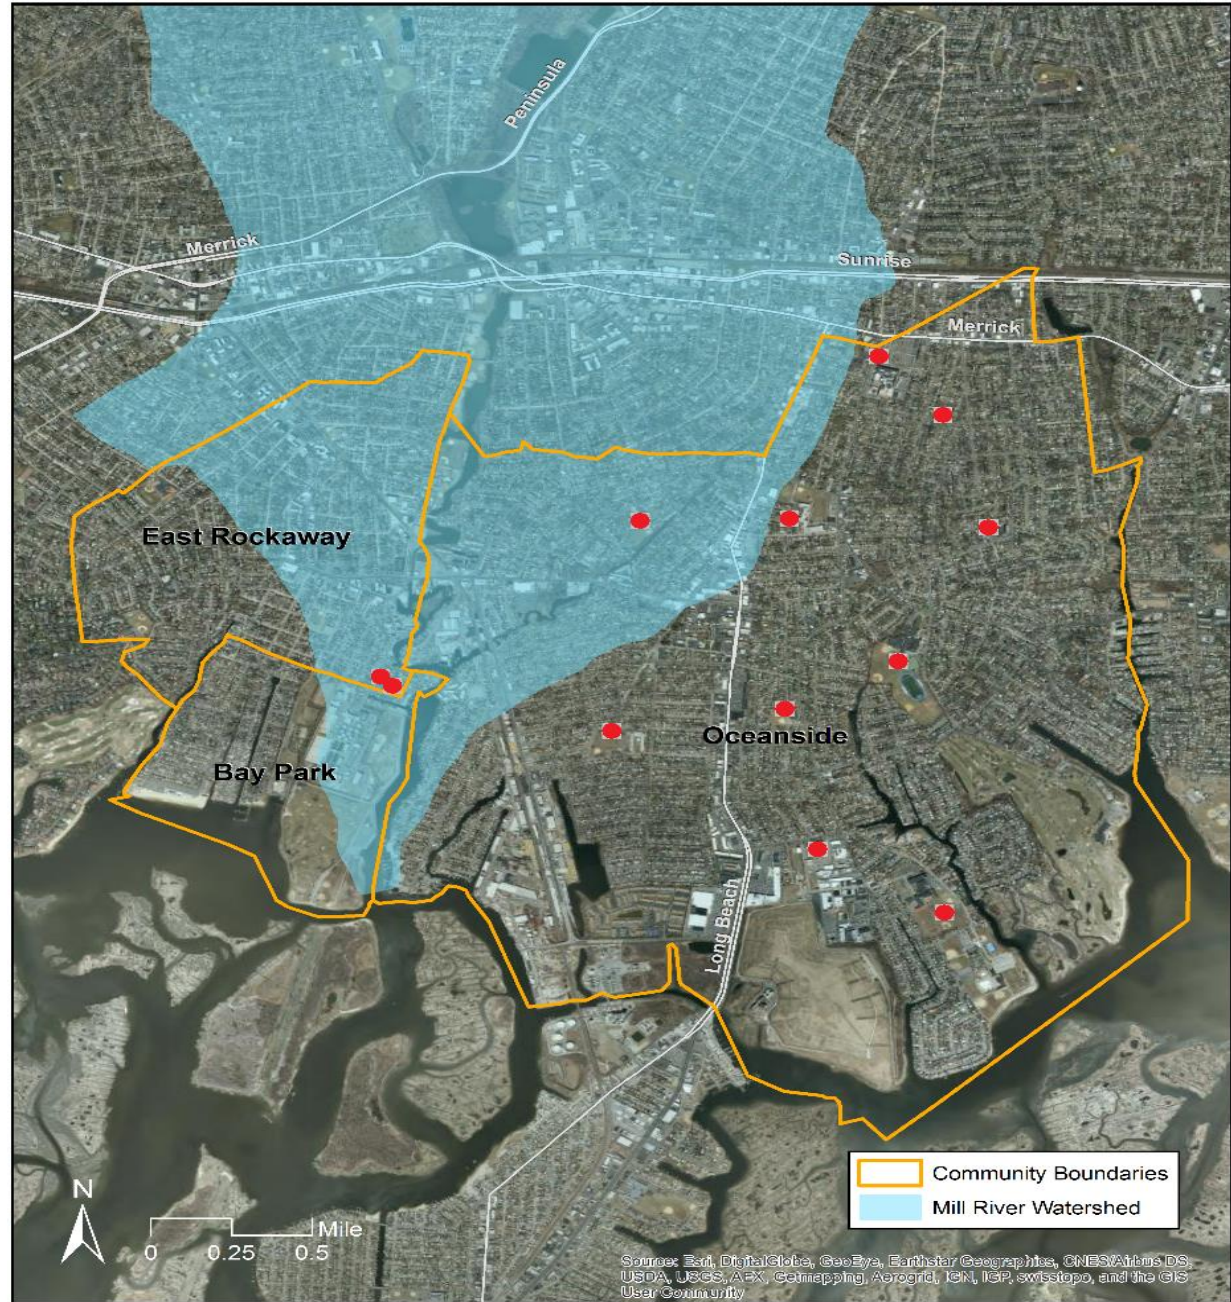 Peninsula
Merrick
Sunrise
Merrick
East Rockaway
Oceanside
Bay Park
Long Beach
Community Boundaries
Mill River Watershed
N
Mile
0 0.25 0.5
Source: Esri, DigitalGlobe, GeoEye, Earthstar Geographics, CNES/Airbus DS,
USDA, USGS, AEX, Getmapping, Aerogrid, IGN, IGP, swisstopo, and the GIS
User Community